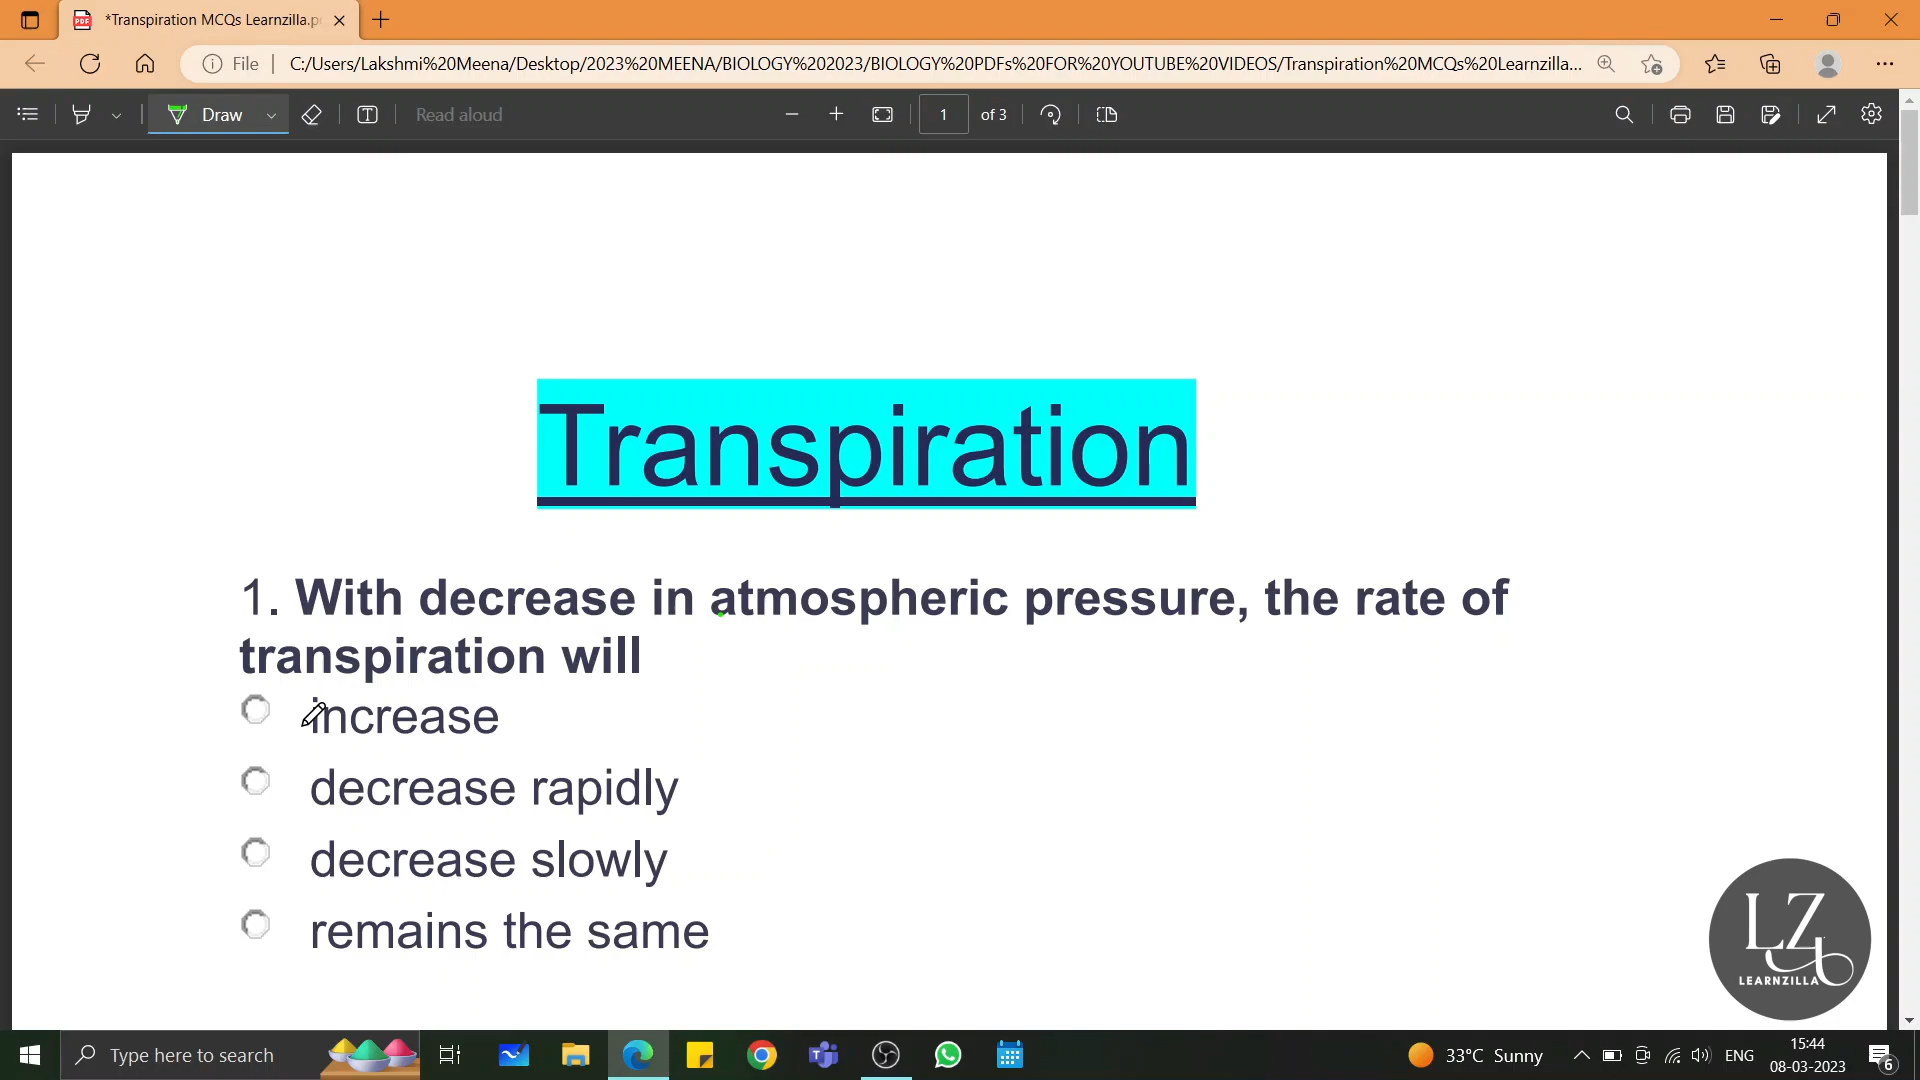 *Transpiration MCQs Learnzilla.p
File
C:/Users/Lakshmi%20Meena/Desktop/2023%20MEENA/BIOLOGY%202023/BIOLOGY%20PDFs%20FOR%20YOUTUBE%20VIDEOS/Transpiration%20MCQs%20Learnzilla...
Draw
Read aloud
1 of 3
Transpiration
1. With decrease in atmospheric pressure, the rate of
transpiration will
increase
decrease rapidly
decrease slowly
remains the same
LZ
LEARNZILLA
Type here to search
33°C Sunny
ENG
15:44
08-03-2023
6